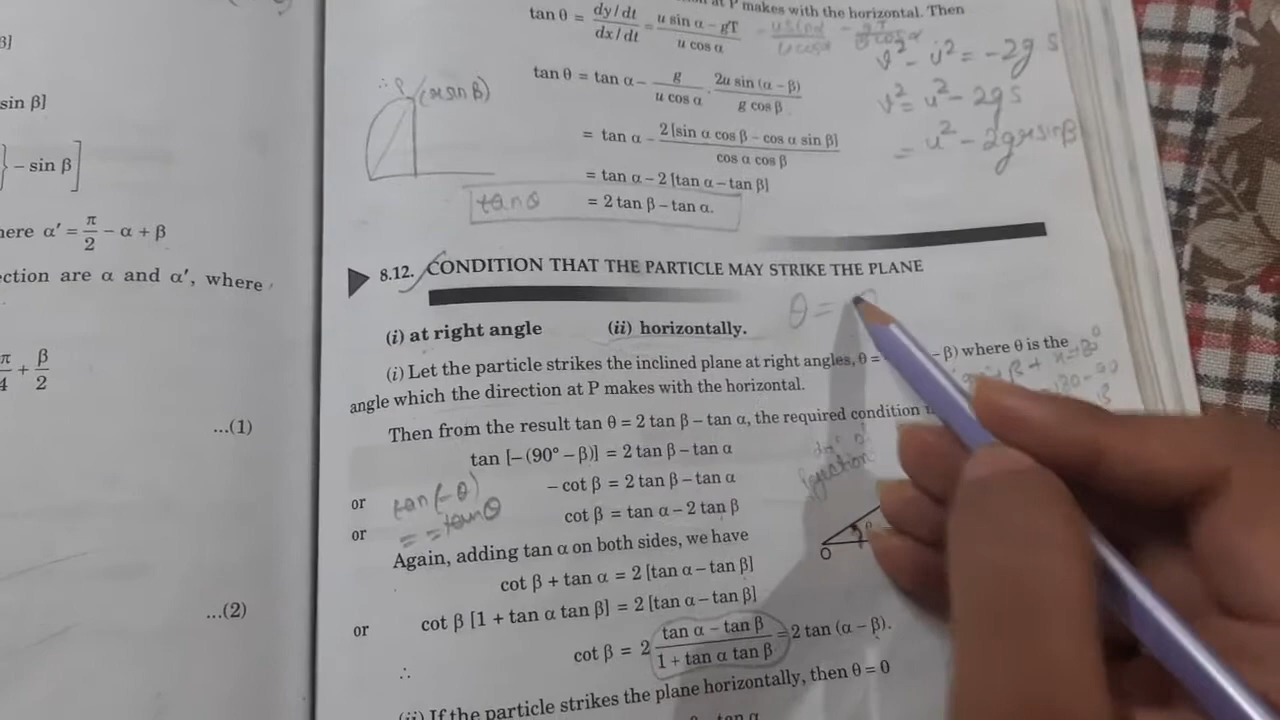 β]
sin β]
} − sin β]
here α′ = π/2 − α + β
ction are α and α′, where
π/4 + β/2
...(1)
...(2)
at P makes with the horizontal. Then
tan θ = (dy/dt)/(dx/dt) = (u sin α − gT)/(u cos α)
tan θ = tan α − g/(u cos α) . 2u sin (α − β)/(g cos β)
= tan α − 2 [sin α cos β − cos α sin β]/(cos α cos β)
= tan α − 2 [tan α − tan β]
= 2 tan β − tan α.
v² − u² = −2g s
v² = u² − 2gs
= u² − 2gr sin β
P (r sin β)
tan θ
8.12. CONDITION THAT THE PARTICLE MAY STRIKE THE PLANE
(i) at right angle (ii) horizontally.
θ =
(i) Let the particle strikes the inclined plane at right angles, θ = − β) where θ is the
angle which the direction at P makes with the horizontal.
Then from the result tan θ = 2 tan β − tan α, the required condition
tan [−(90° − β)] = 2 tan β − tan α
or − cot β = 2 tan β − tan α
or cot β = tan α − 2 tan β
tan(−θ)
= −tan θ
Again, adding tan α on both sides, we have
cot β + tan α = 2 [tan α − tan β]
or cot β [1 + tan α tan β] = 2 [tan α − tan β]
∴ cot β = 2 (tan α − tan β)/(1 + tan α tan β) = 2 tan (α − β).
O
(ii) If the particle strikes the plane horizontally, then θ = 0
tan α